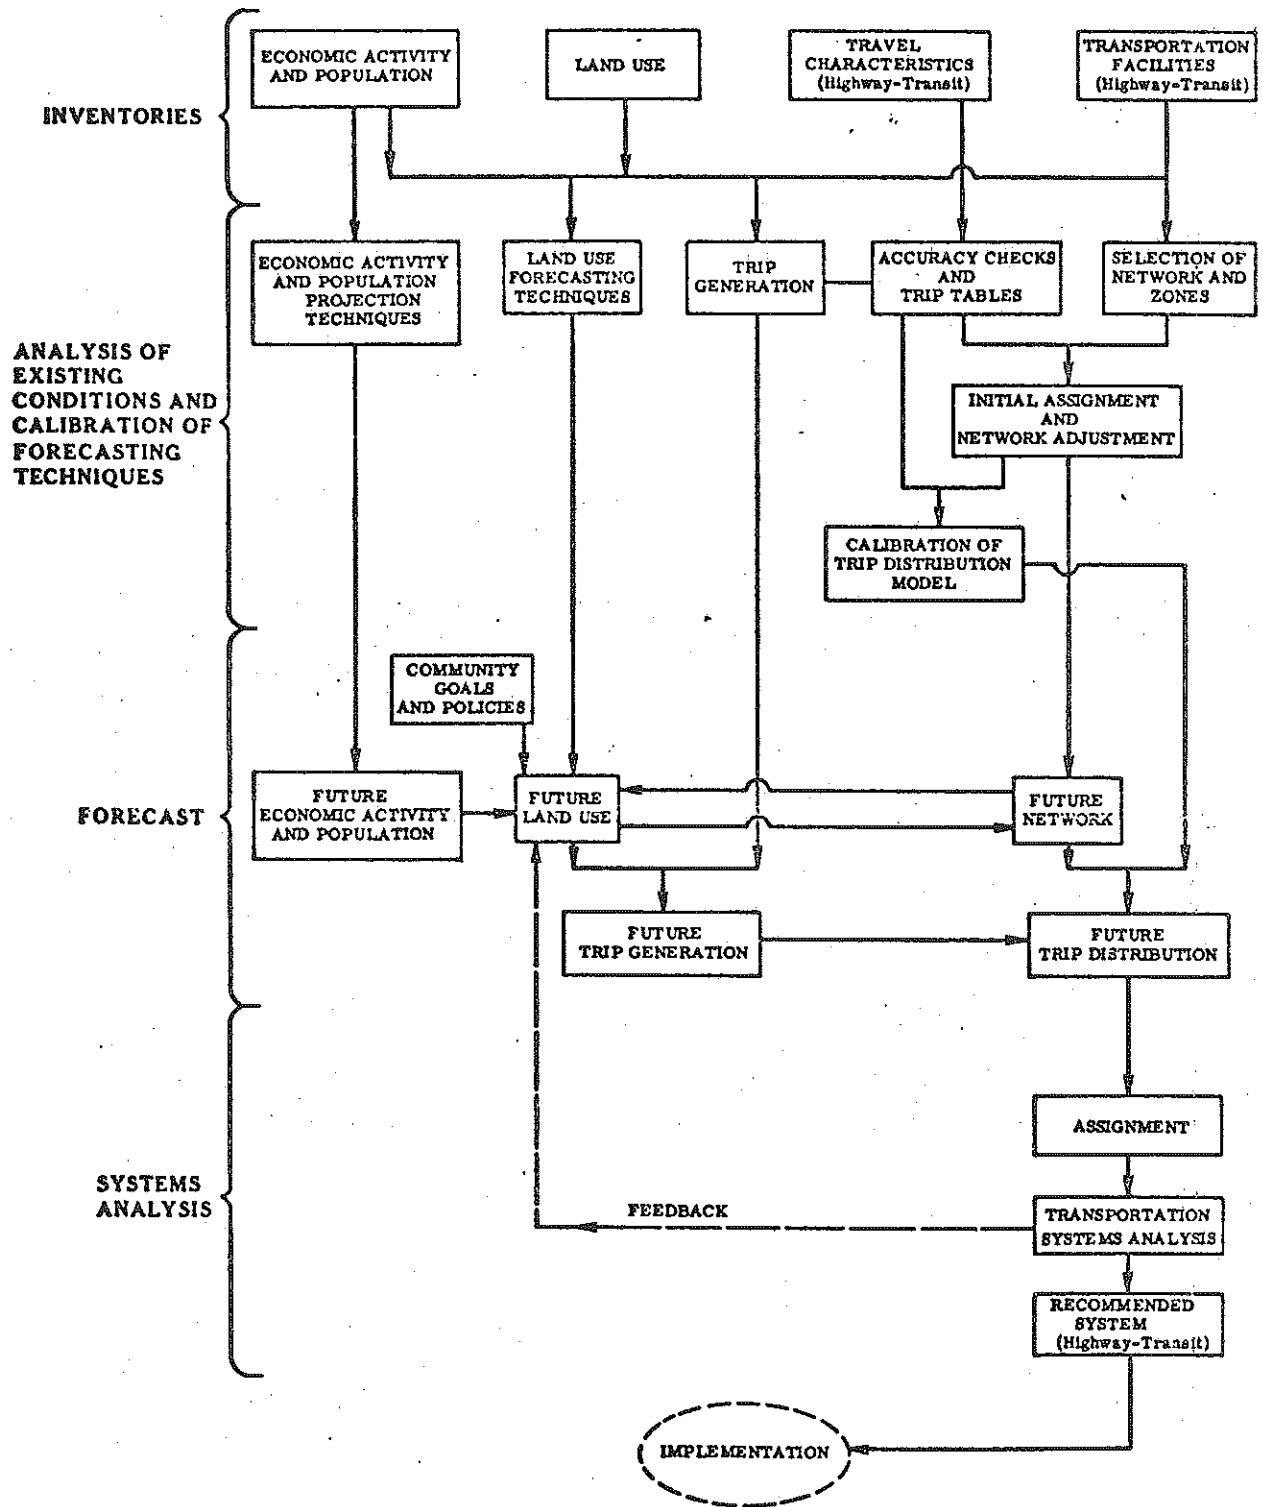 INVENTORIES
ECONOMIC ACTIVITY
AND POPULATION
LAND USE
TRAVEL
CHARACTERISTICS
(Highway-Transit)
TRANSPORTATION
FACILITIES
(Highway-Transit)
ANALYSIS OF
EXISTING
CONDITIONS AND
CALIBRATION OF
FORECASTING
TECHNIQUES
ECONOMIC ACTIVITY
AND POPULATION
PROJECTION
TECHNIQUES
LAND USE
FORECASTING
TECHNIQUES
TRIP
GENERATION
ACCURACY CHECKS
AND
TRIP TABLES
SELECTION OF
NETWORK AND
ZONES
INITIAL ASSIGNMENT
AND
NETWORK ADJUSTMENT
CALIBRATION OF
TRIP DISTRIBUTION
MODEL
FORECAST
COMMUNITY
GOALS
AND POLICIES
FUTURE
ECONOMIC ACTIVITY
AND POPULATION
FUTURE
LAND USE
FUTURE
NETWORK
FUTURE
TRIP GENERATION
FUTURE
TRIP DISTRIBUTION
SYSTEMS
ANALYSIS
ASSIGNMENT
FEEDBACK
TRANSPORTATION
SYSTEMS ANALYSIS
RECOMMENDED
SYSTEM
(Highway-Transit)
IMPLEMENTATION